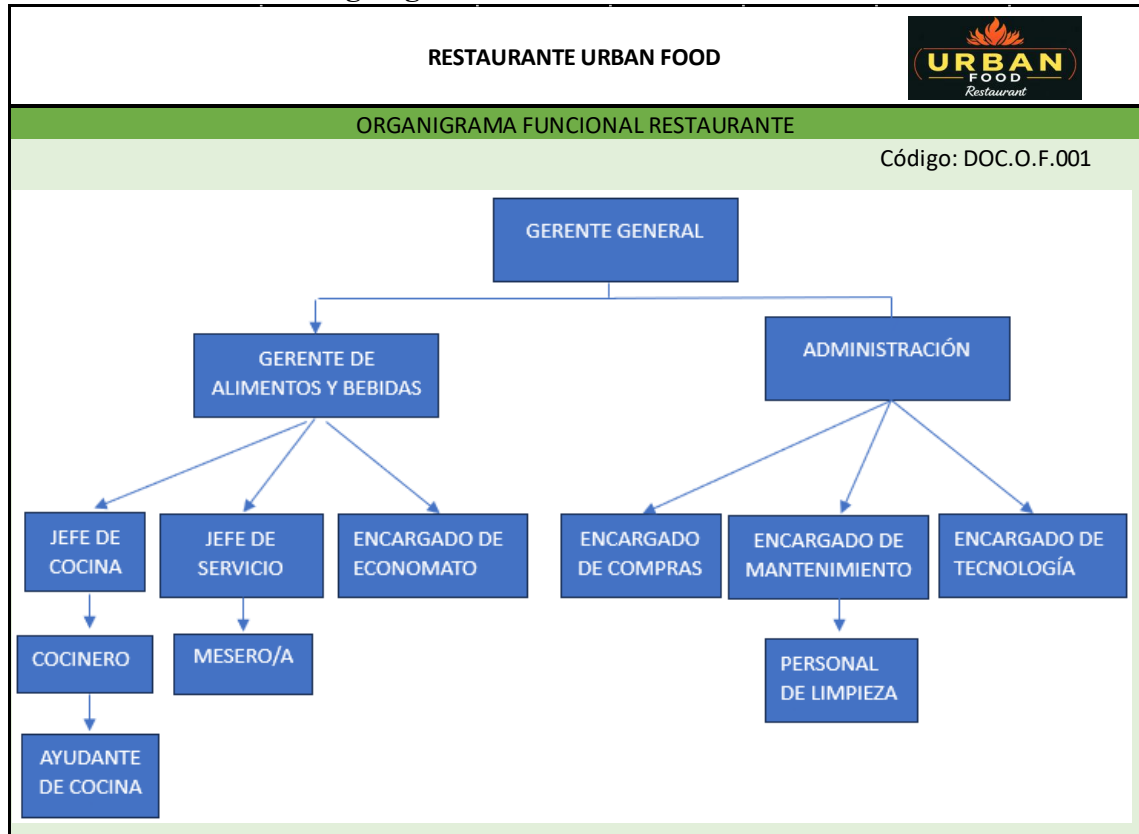 RESTAURANTE URBAN FOOD
URBAN
FOOD
Restaurant
ORGANIGRAMA FUNCIONAL RESTAURANTE
Código: DOC.O.F.001
GERENTE GENERAL
GERENTE DE
ALIMENTOS Y BEBIDAS
ADMINISTRACIÓN
JEFE DE
COCINA
JEFE DE
SERVICIO
ENCARGADO DE
ECONOMATO
ENCARGADO
DE COMPRAS
ENCARGADO DE
MANTENIMIENTO
ENCARGADO DE
TECNOLOGÍA
COCINERO
MESERO/A
PERSONAL
DE LIMPIEZA
AYUDANTE
DE COCINA